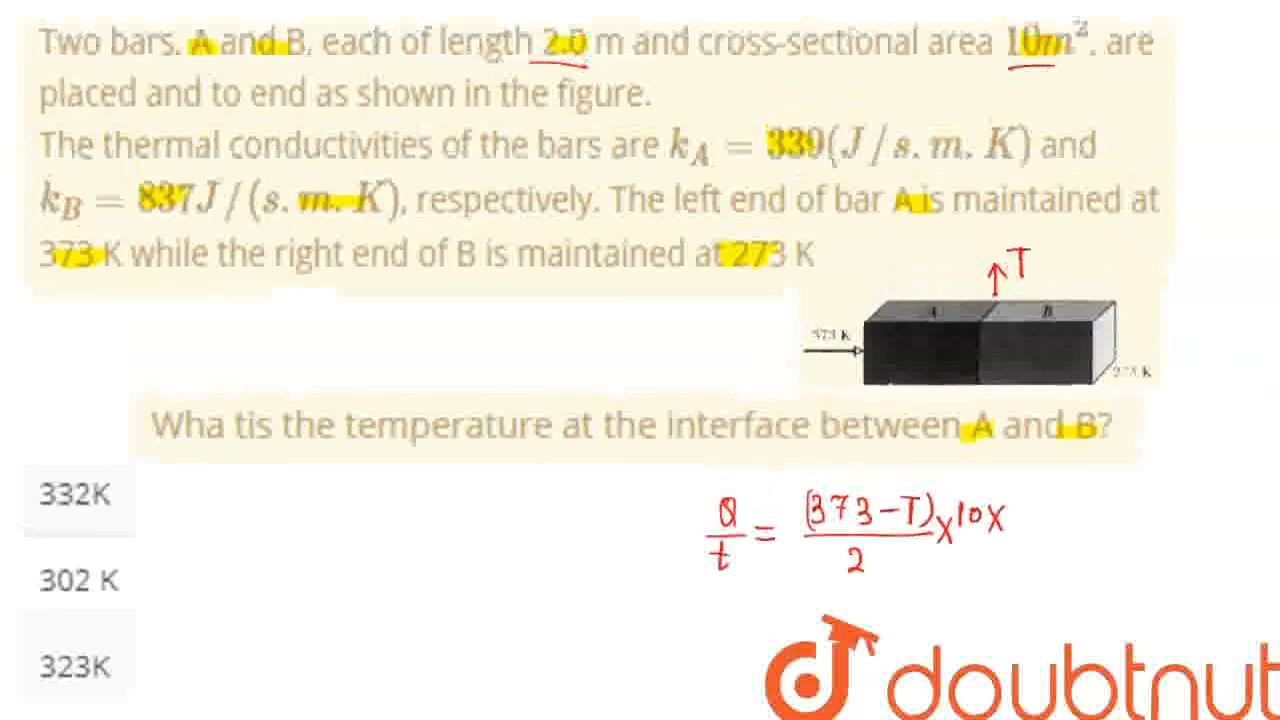 Two bars. A and B, each of length 2.0 m and cross-sectional area 10m², are
placed and to end as shown in the figure.
The thermal conductivities of the bars are k_A = 339(J/s.m.K) and
k_B = 837J/(s.m.K), respectively. The left end of bar A is maintained at
373 K while the right end of B is maintained at 273 K
T
A B
373 K
273 K
Wha tis the temperature at the interface between A and B?
332K
Q/t = (373-T)/2 x10x
302 K
323K
doubtnut